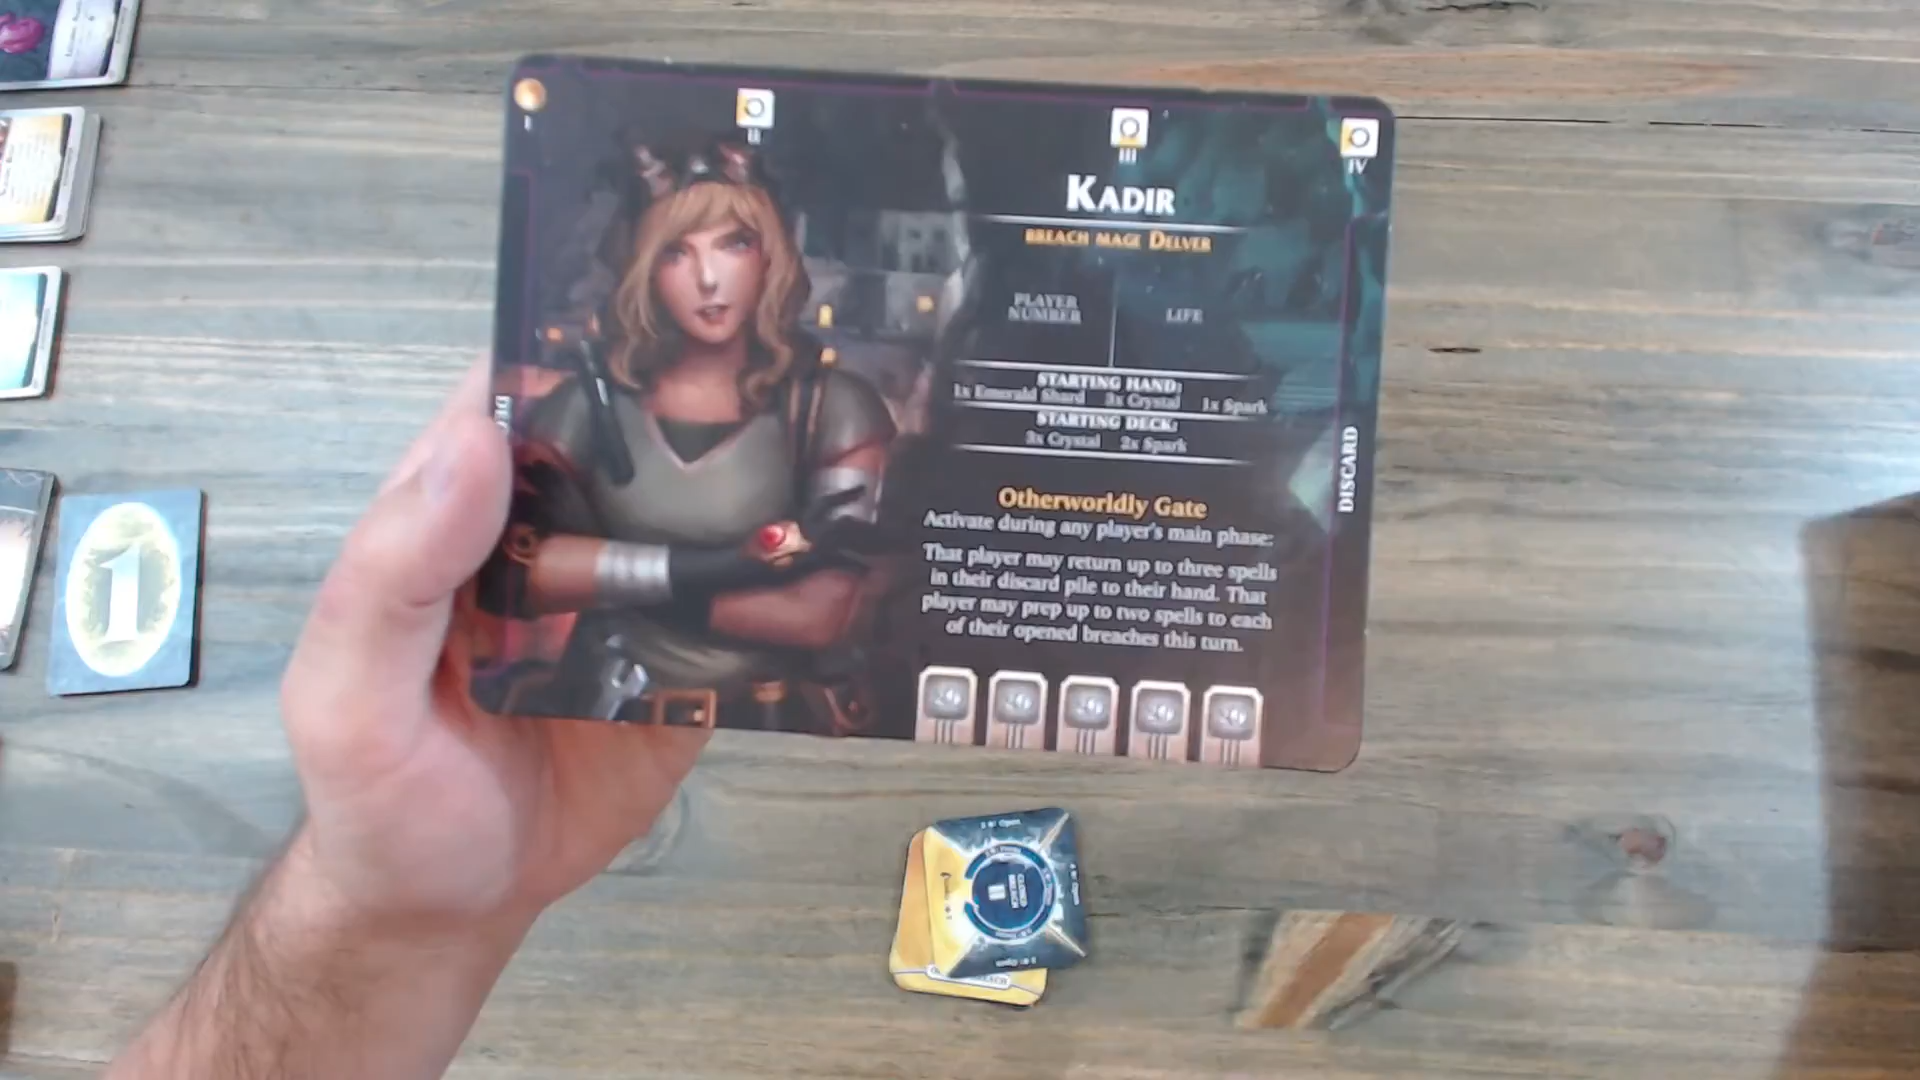 I
II
III
IV
KADIR
BREACH MAGE DELVER
PLAYER
NUMBER
LIFE
STARTING HAND:
1x Emerald Shard 3x Crystal 1x Spark
STARTING DECK:
3x Crystal 2x Spark
DISCARD
Otherworldly Gate
Activate during any player's main phase:
That player may return up to three spells
in their discard pile to their hand. That
player may prep up to two spells to each
of their opened breaches this turn.
1
CLOSED
BREACH
II